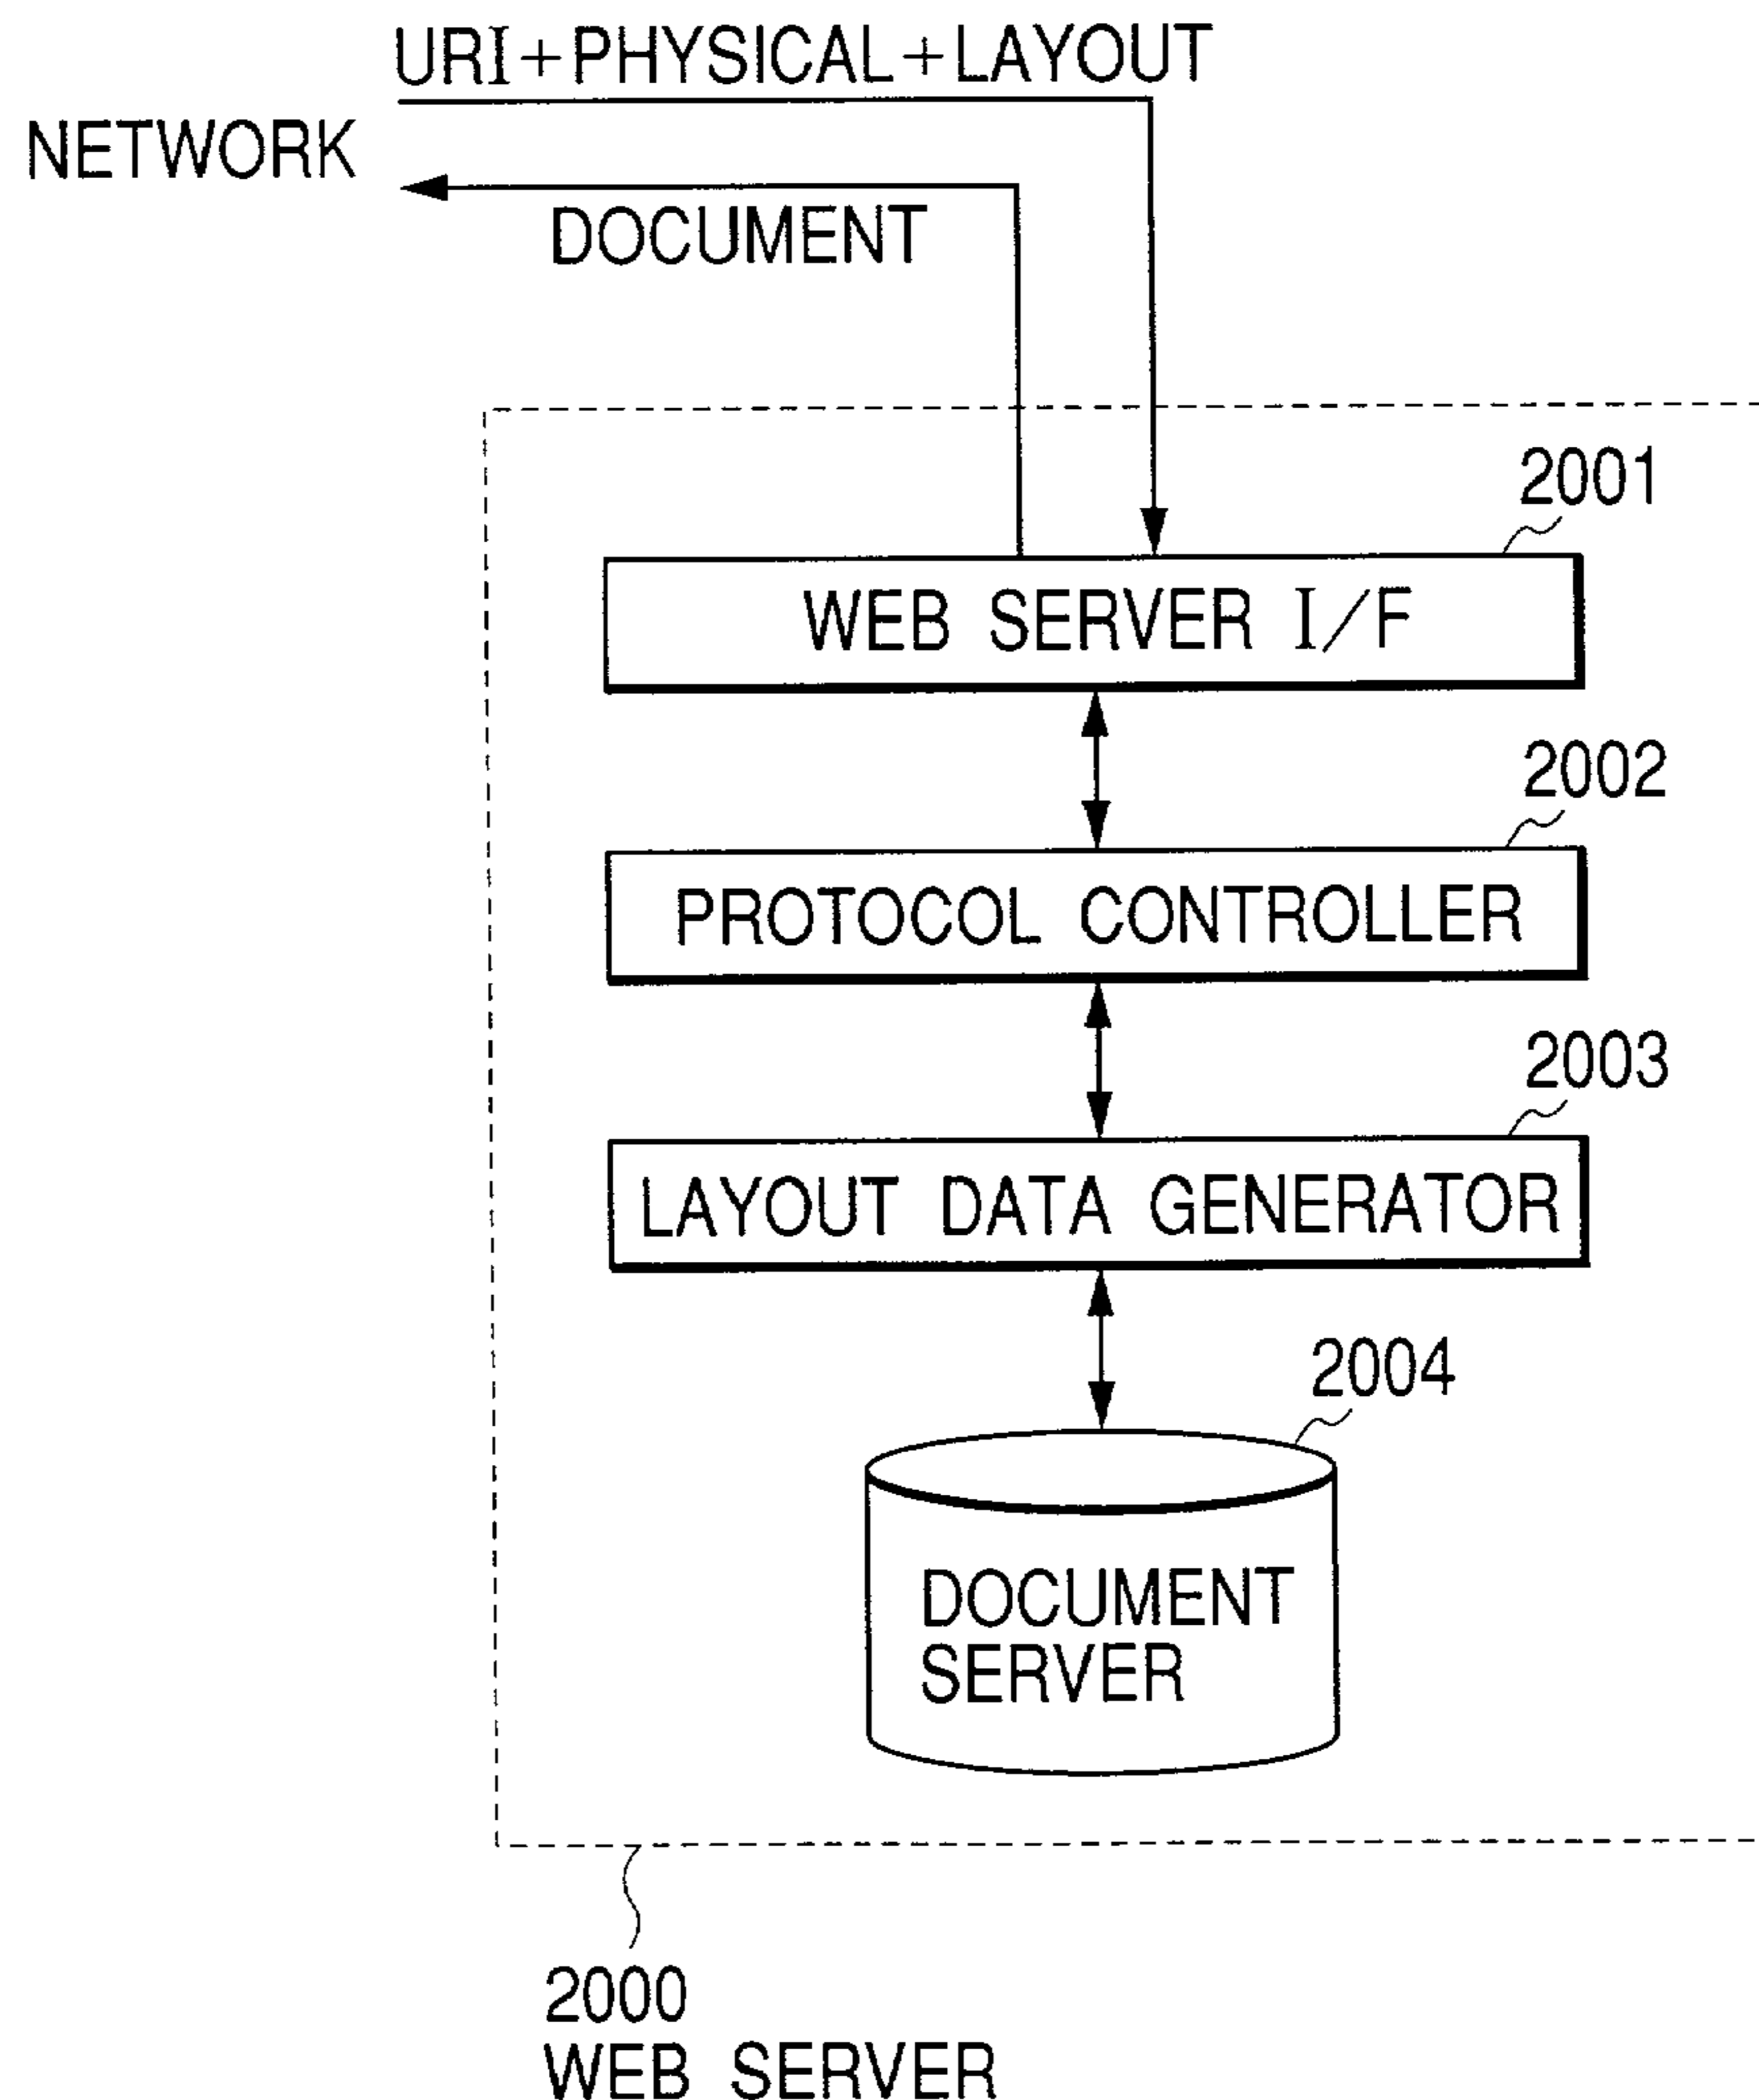 URI+PHYSICAL+LAYOUT
NETWORK
DOCUMENT
2001
WEB SERVER I/F
2002
PROTOCOL CONTROLLER
2003
LAYOUT DATA GENERATOR
2004
DOCUMENT
SERVER
2000
WEB SERVER